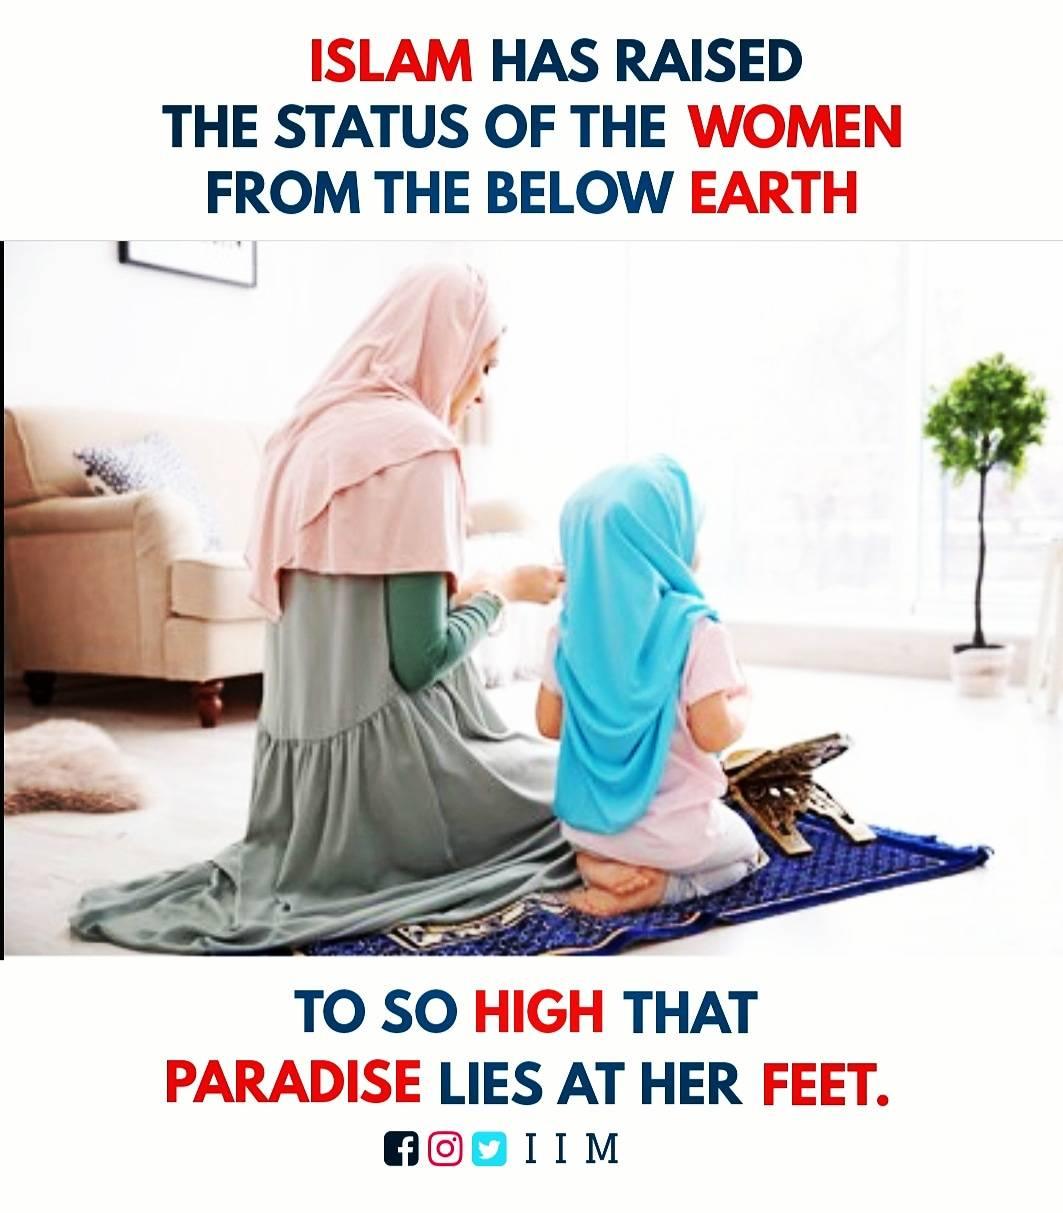 ISLAM HAS RAISED
THE STATUS OF THE WOMEN
FROM THE BELOW EARTH
TO SO HIGH THAT
PARADISE LIES AT HER FEET.
I I M